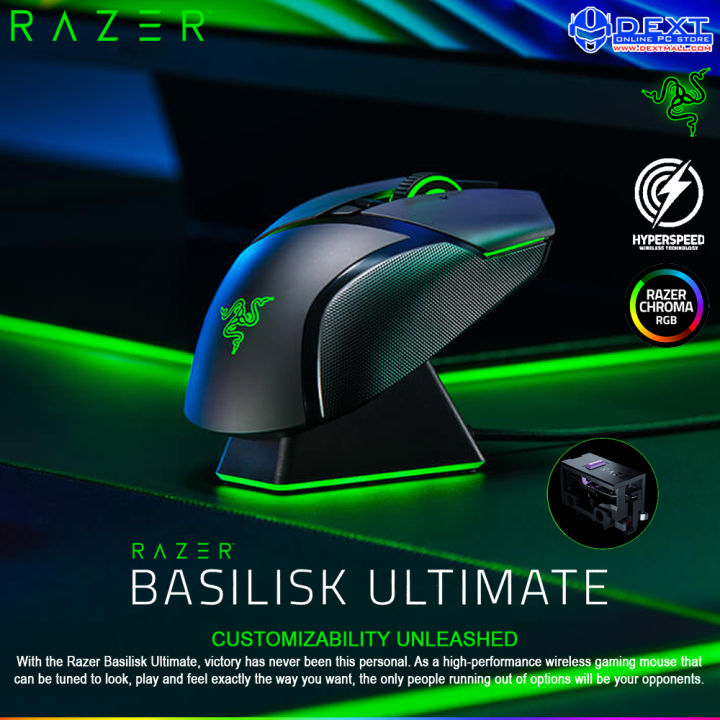 RAZER™
DEXT
ONLINE PC STORE
WWW.DEXTMALL.COM
HYPERSPEED
WIRELESS TECHNOLOGY
RAZER
CHROMA
RGB
RAZER™
BASILISK ULTIMATE
CUSTOMIZABILITY UNLEASHED
With the Razer Basilisk Ultimate, victory has never been this personal. As a high-performance wireless gaming mouse that
can be tuned to look, play and feel exactly the way you want, the only people running out of options will be your opponents.